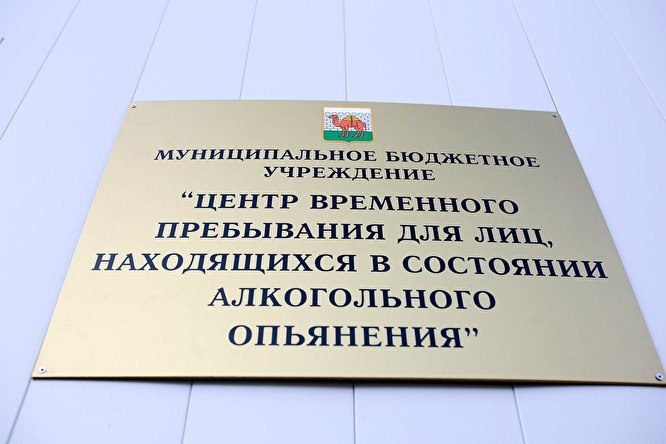 МУНИЦИПАЛЬНОЕ БЮДЖЕТНОЕ
УЧРЕЖДЕНИЕ
“ЦЕНТР ВРЕМЕННОГО
ПРЕБЫВАНИЯ ДЛЯ ЛИЦ,
НАХОДЯЩИХСЯ В СОСТОЯНИИ
АЛКОГОЛЬНОГО
ОПЬЯНЕНИЯ”